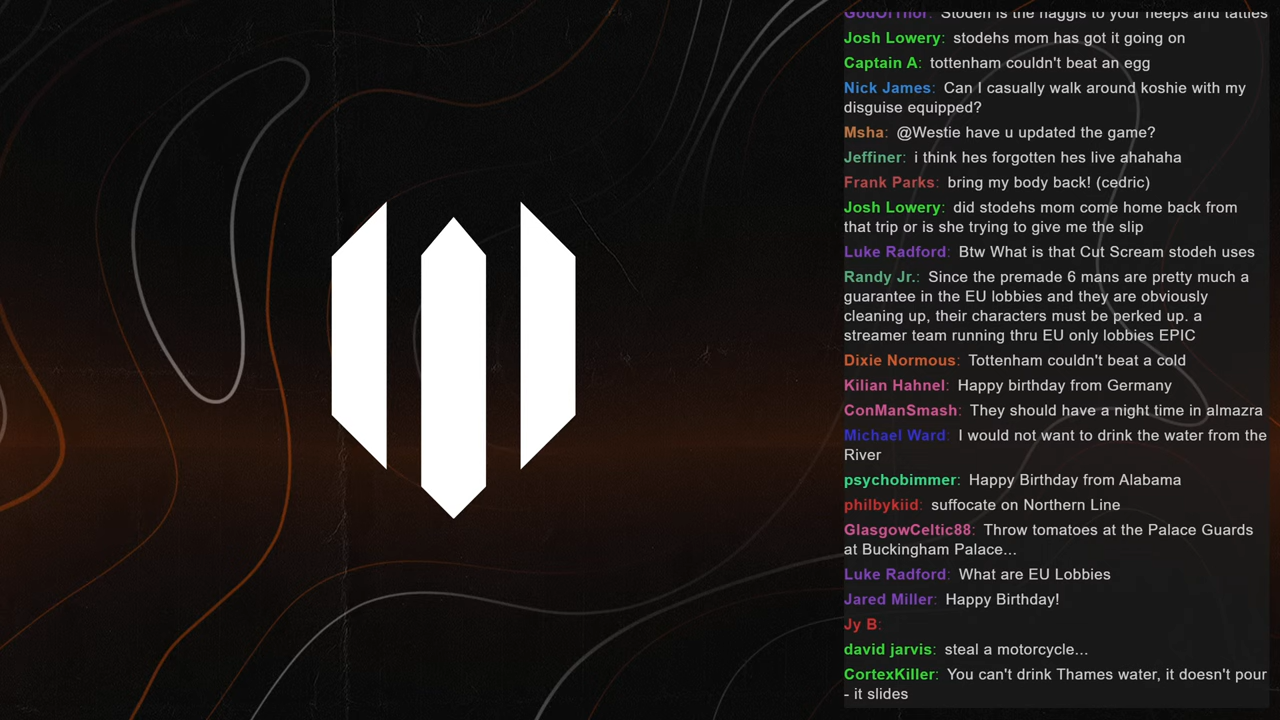 GodOfThor: Stodeh is the haggis to your neeps and tatties
Josh Lowery: stodehs mom has got it going on
Captain A: tottenham couldn't beat an egg
Nick James: Can I casually walk around koshie with my
disguise equipped?
Msha: @Westie have u updated the game?
Jeffiner: i think hes forgotten hes live ahahaha
Frank Parks: bring my body back! (cedric)
Josh Lowery: did stodehs mom come home back from
that trip or is she trying to give me the slip
Luke Radford: Btw What is that Cut Scream stodeh uses
Randy Jr.: Since the premade 6 mans are pretty much a
guarantee in the EU lobbies and they are obviously
cleaning up, their characters must be perked up. a
streamer team running thru EU only lobbies EPIC
Dixie Normous: Tottenham couldn't beat a cold
Kilian Hahnel: Happy birthday from Germany
ConManSmash: They should have a night time in almazra
Michael Ward: I would not want to drink the water from the
River
psychobimmer: Happy Birthday from Alabama
philbykiid: suffocate on Northern Line
GlasgowCeltic88: Throw tomatoes at the Palace Guards
at Buckingham Palace...
Luke Radford: What are EU Lobbies
Jared Miller: Happy Birthday!
Jy B:
david jarvis: steal a motorcycle...
CortexKiller: You can't drink Thames water, it doesn't pour
- it slides